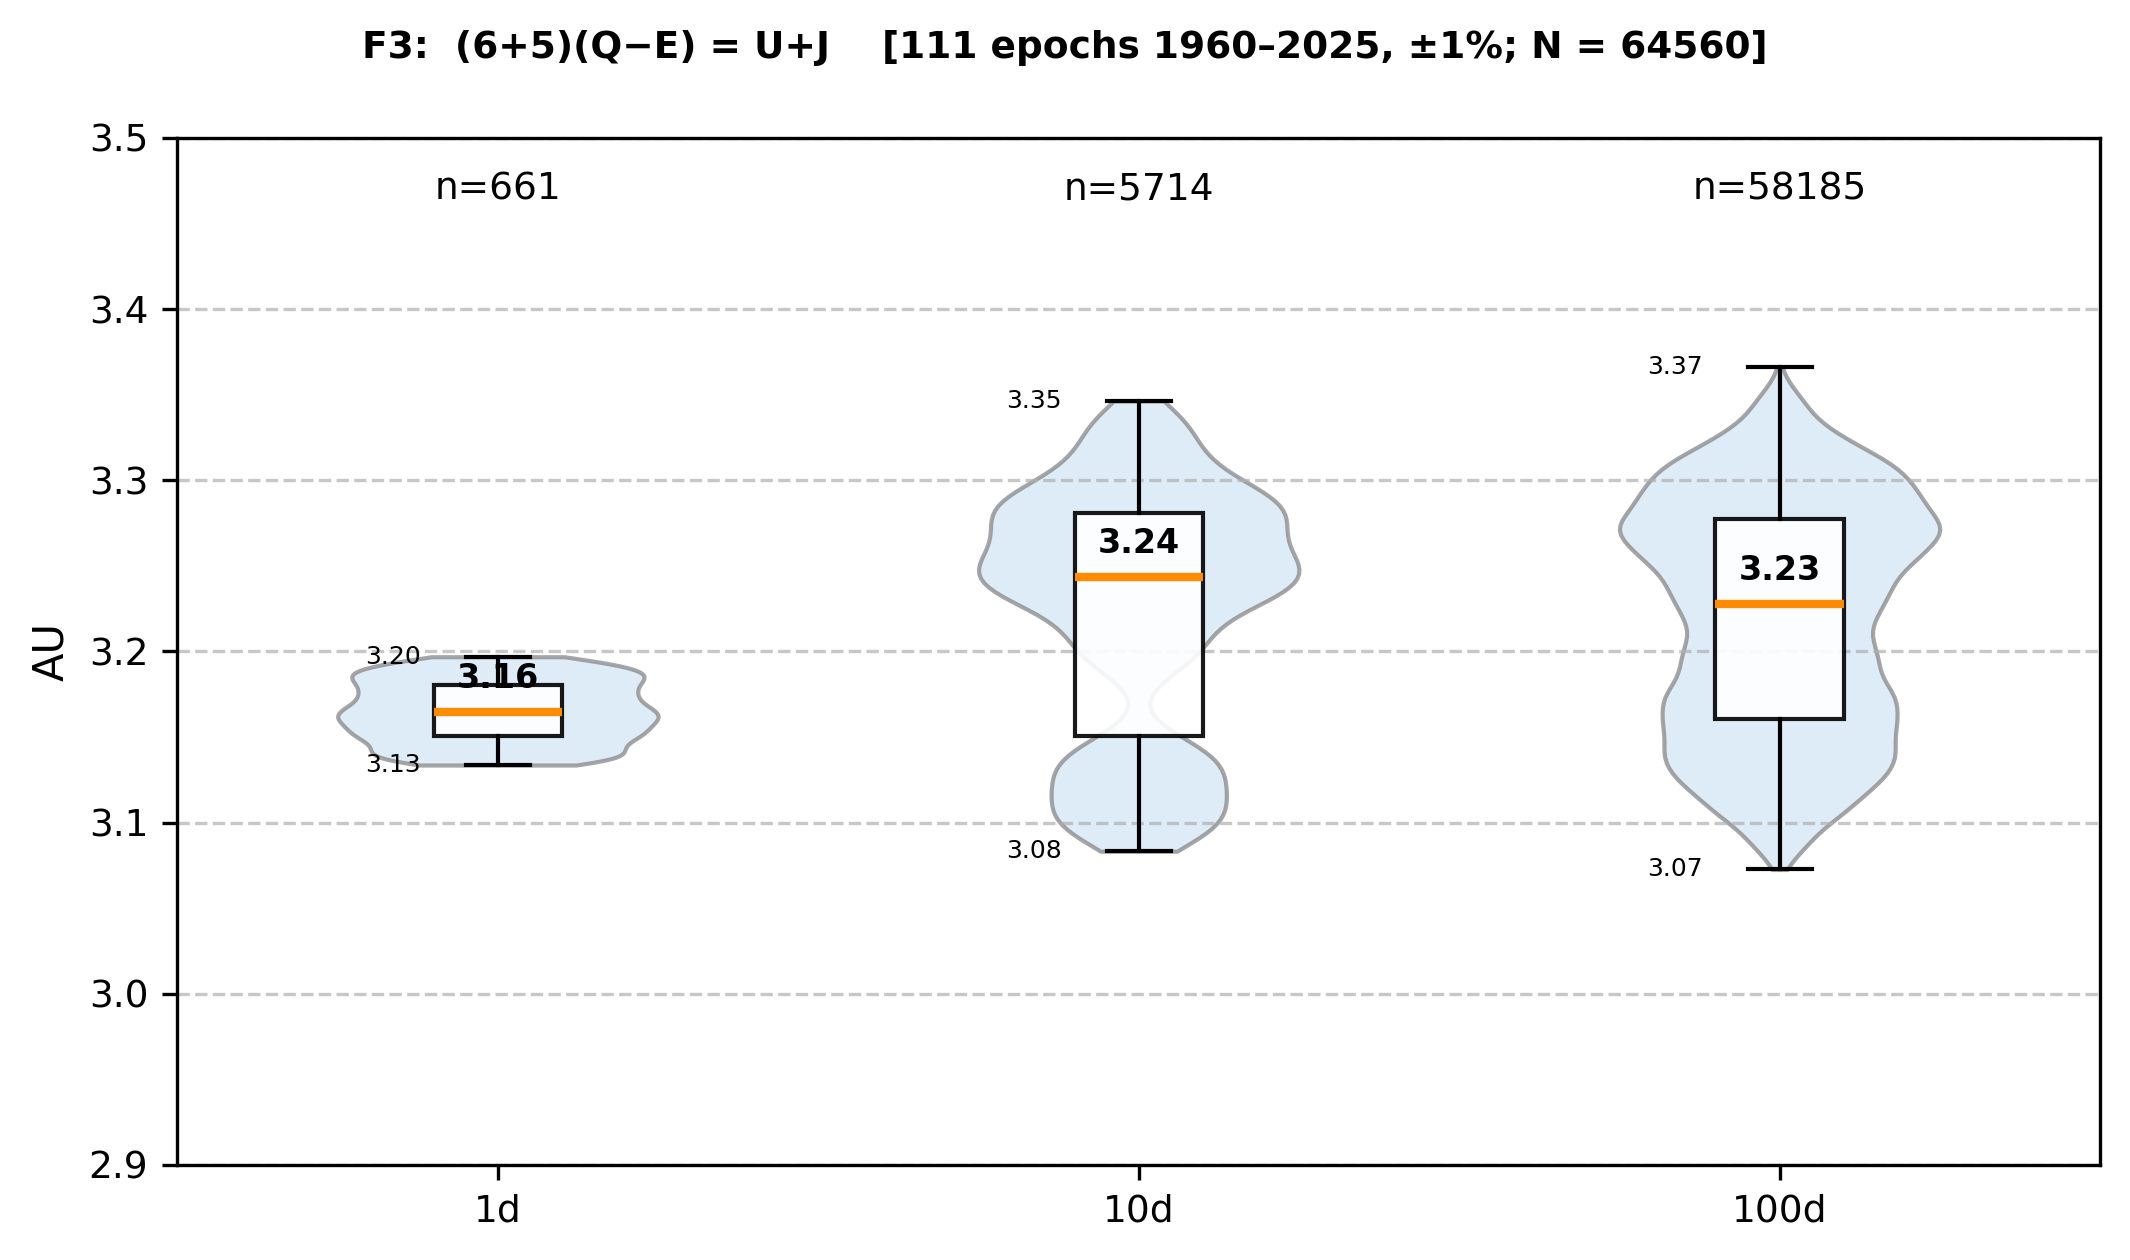 F3:  (6+5)(Q−E) = U+J    [111 epochs 1960–2025, ±1%; N = 64560]
3.5
n=661
n=5714
n=58185
3.4
3.37
3.35
3.3
3.24
3.23
3.2
3.20
3.16
AU
3.13
3.1
3.08
3.07
3.0
2.9
1d
10d
100d